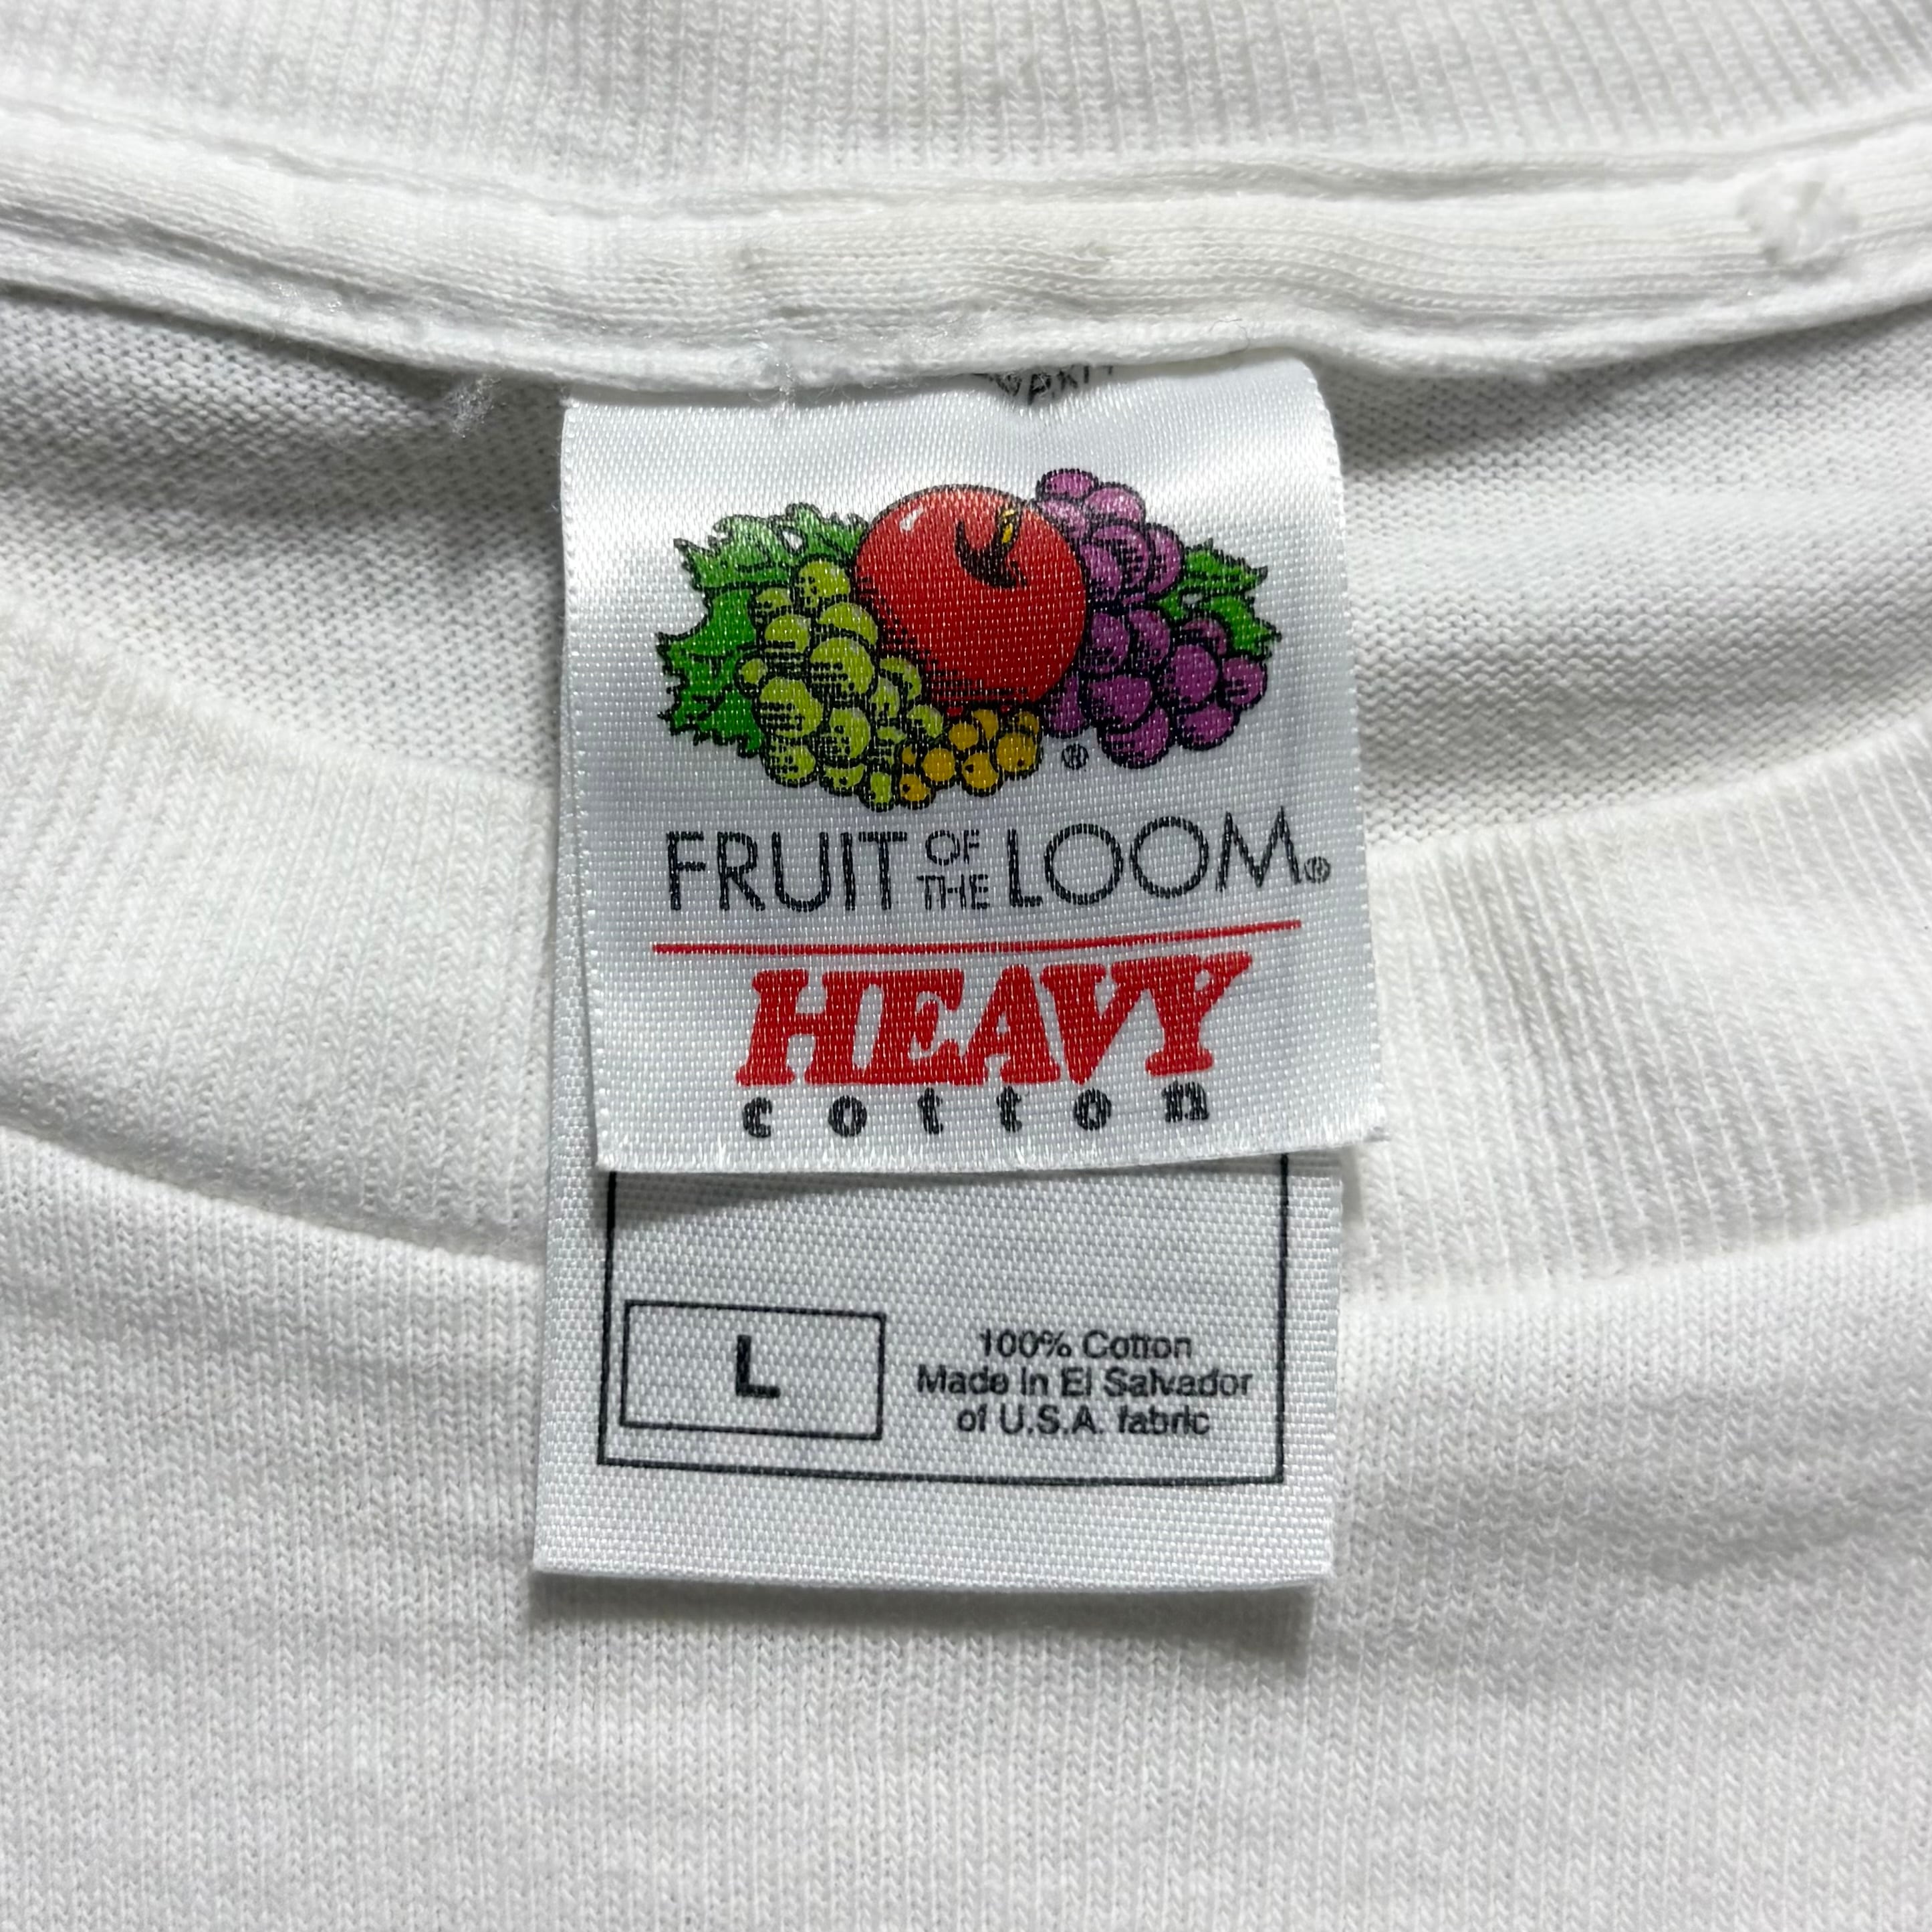 ®
FRUIT OF THE LOOM®
HEAVY
cotton
L
100% Cotton
Made in El Salvador
of U.S.A. fabric